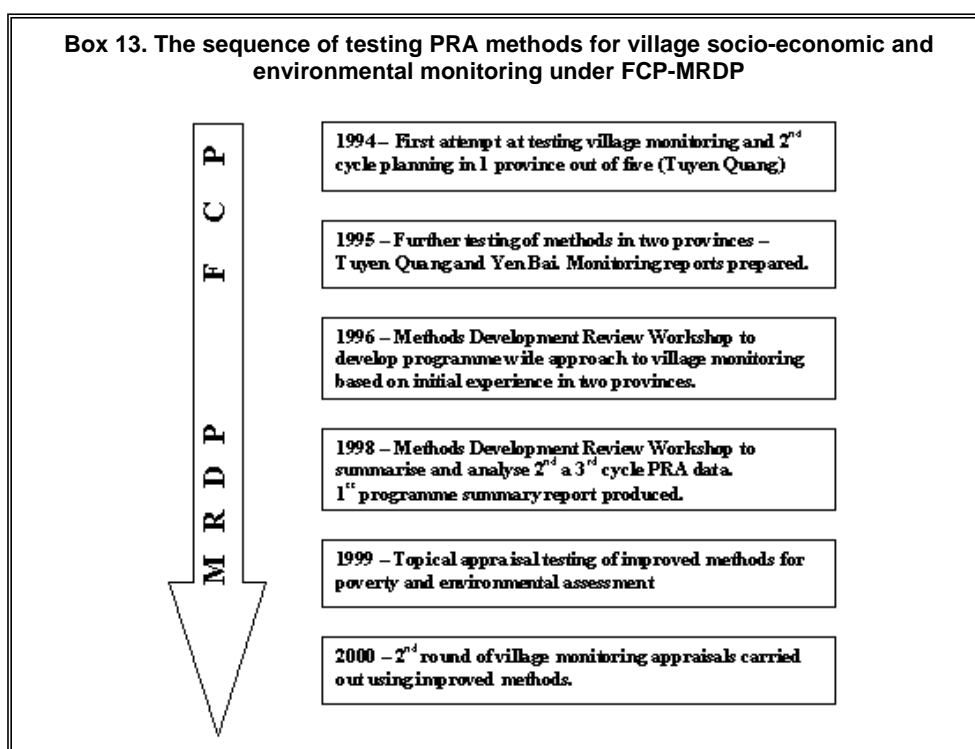 Box 13. The sequence of testing PRA methods for village socio-economic and
environmental monitoring under FCP-MRDP
F C P
M R D P
1994 – First attempt at testing village monitoring and 2nd
cycle planning in 1 province out of five (Tuyen Quang)
1995 – Further testing of methods in two provinces –
Tuyen Quang and Yen Bai. Monitoring reports prepared.
1996 – Methods Development Review Workshop to
develop programme wide approach to village monitoring
based on initial experience in two provinces.
1998 – Methods Development Review Workshop to
summarise and analyse 2nd a 3rd cycle PRA data.
1st programme summary report produced.
1999 – Topical appraisal testing of improved methods for
poverty and environmental assessment
2000 – 2nd round of village monitoring appraisals carried
out using improved methods.